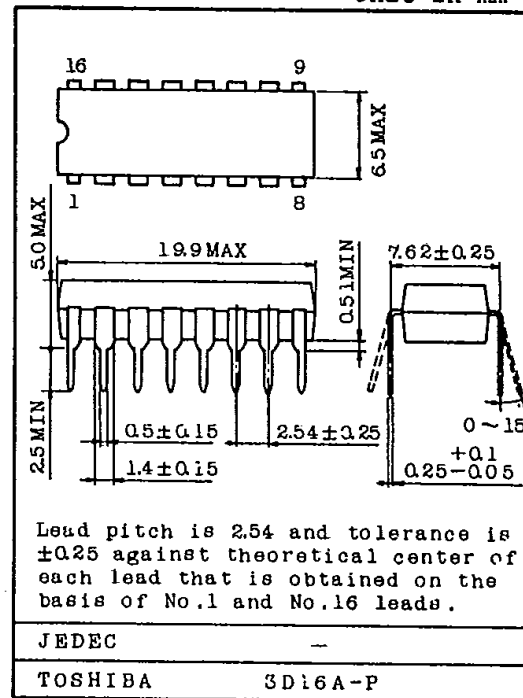 16 9
6.5MAX
1 8
5.0MAX
19.9MAX
0.51MIN
7.62±0.25
2.5MIN
0.5±0.15
2.54±0.25
1.4±0.15
0~15
+0.1
0.25-0.05
Lead pitch is 2.54 and tolerance is
±0.25 against theoretical center of
each lead that is obtained on the
basis of No.1 and No.16 leads.
JEDEC —
TOSHIBA 3D16A-P